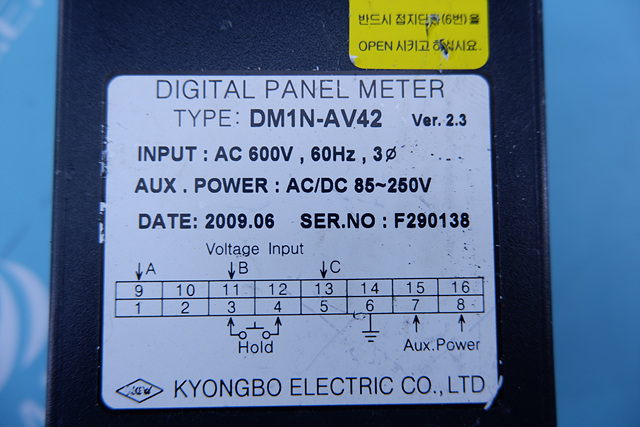 반드시 접지단자(6번)을
OPEN 시키고 하십시요.
DIGITAL PANEL METER
TYPE: DM1N-AV42 Ver. 2.3
INPUT : AC 600V , 60Hz , 3∅
AUX . POWER : AC/DC 85~250V
DATE: 2009.06 SER.NO : F290138
Voltage Input
A B C
9 10 11 12 13 14 15 16
1 2 3 4 5 6 7 8
Hold Aux.Power
KYONGBO ELECTRIC CO., LTD